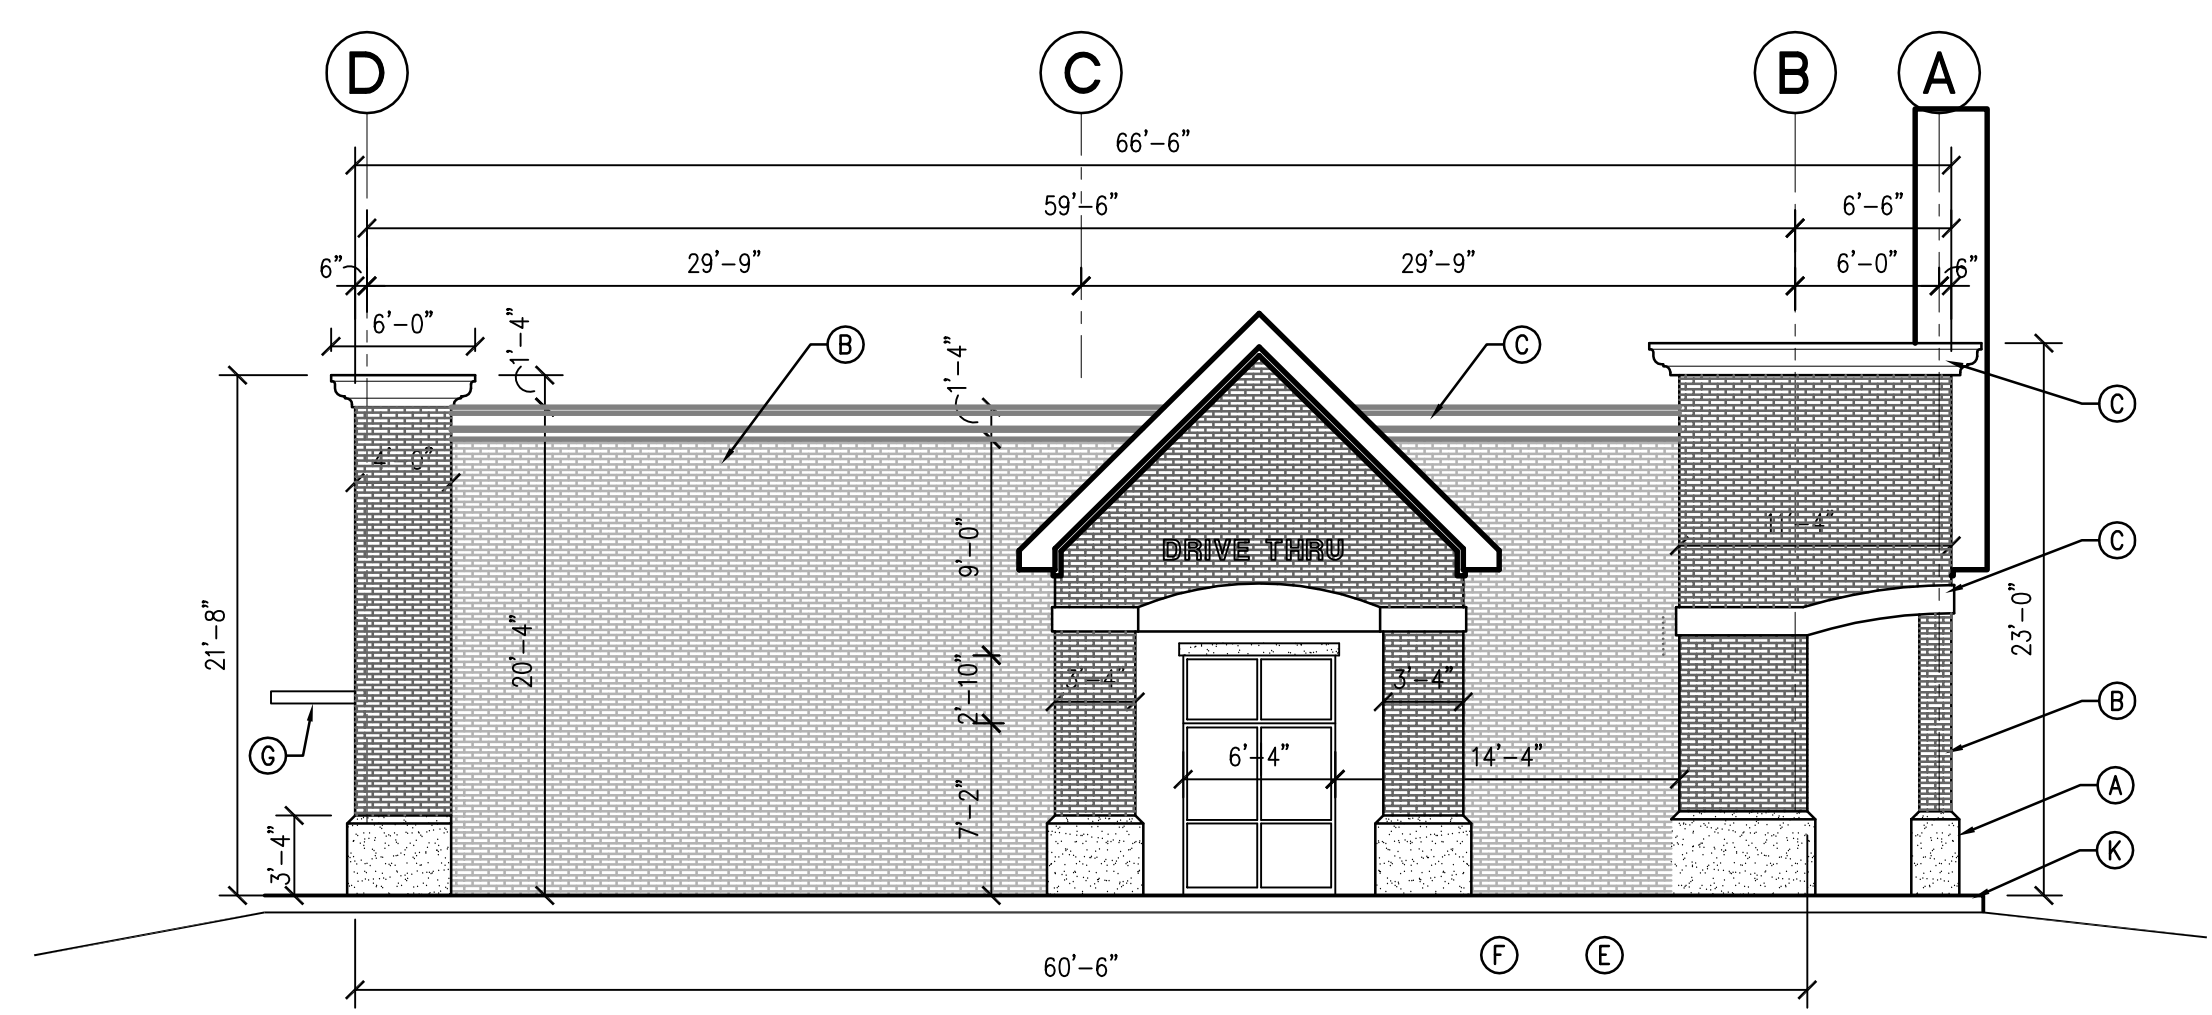 D C B A
66'-6"
59'-6" 6'-6"
6" 29'-9" 29'-9" 6'-0" 6"
6'-0" 1'-4" B 1'-4" C
C
4'-0"
11'-4"
9'-0" DRIVE THRU C
21'-8" 20'-4" 23'-0"
2'-10" 3'-4" 3'-4" B
G 6'-4" 14'-4"
7'-2" A
3'-4" K
F E
60'-6"